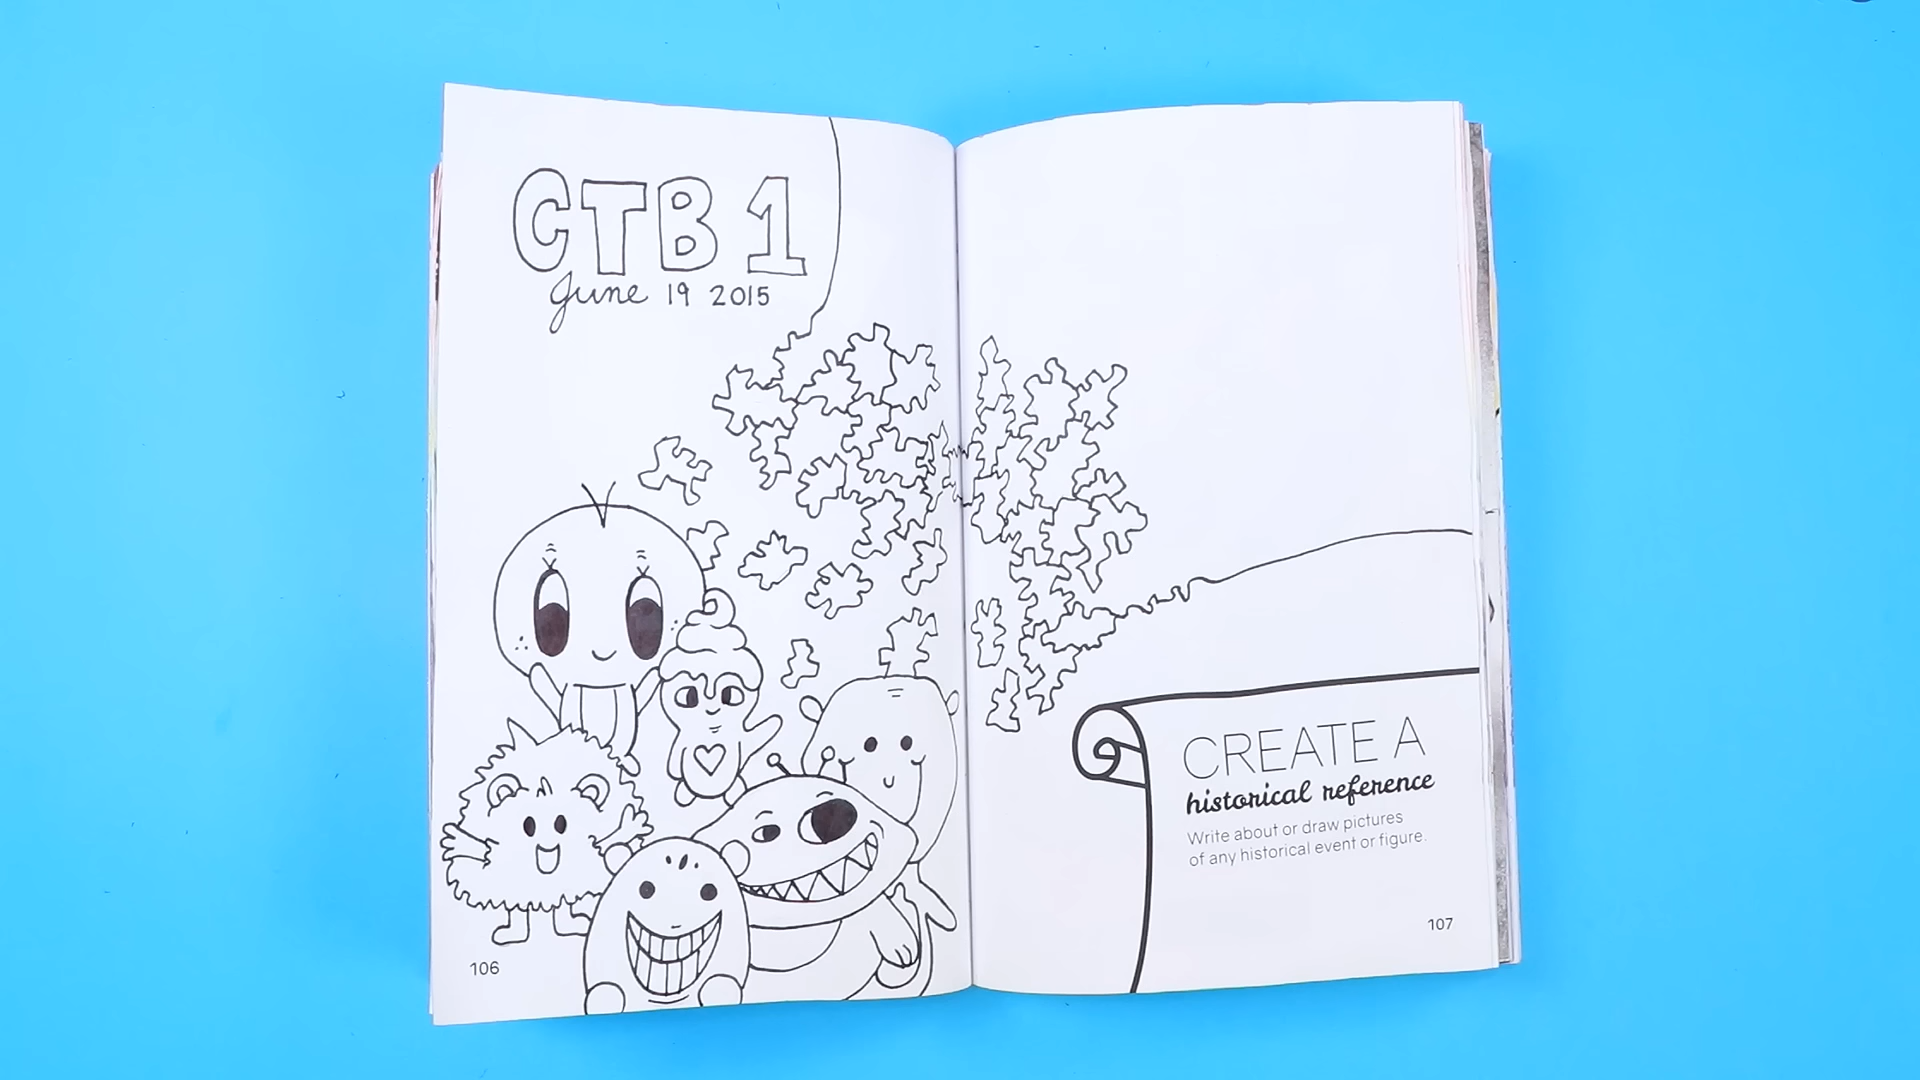 CTB 1
June 19 2015
106
CREATE A
historical reference
Write about or draw pictures
of any historical event or figure.
107